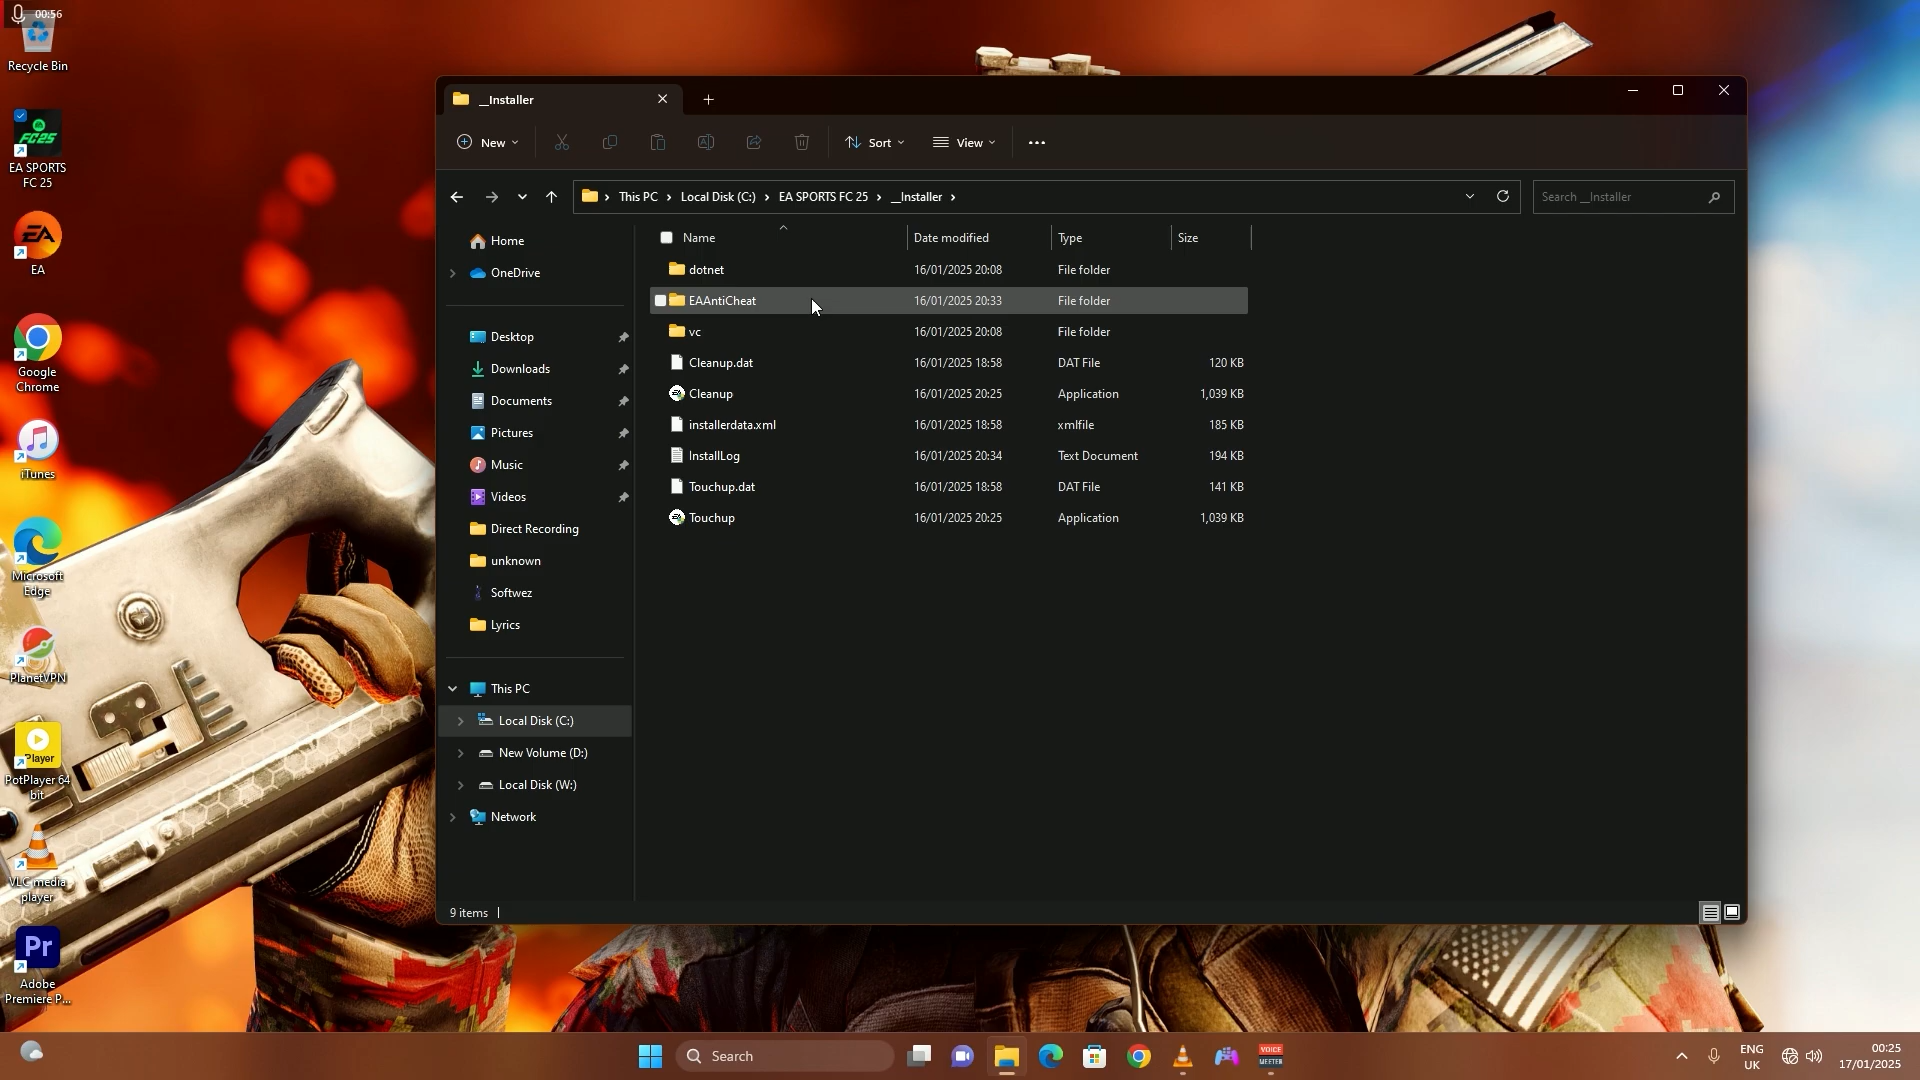 00:56
Recycle Bin
FC25
EA SPORTS
FC 25
EA
EA
Google
Chrome
iTunes
Microsoft
Edge
PlanetVPN
Player
PotPlayer 64
bit
VLC media
player
Pr
Adobe
Premiere P...
__Installer
New
Sort
View
This PC
Local Disk (C:)
EA SPORTS FC 25
__Installer
Search __Installer
Home
OneDrive
Desktop
Downloads
Documents
Pictures
Music
Videos
Direct Recording
unknown
Softwez
Lyrics
This PC
Local Disk (C:)
New Volume (D:)
Local Disk (W:)
Network
Name Date modified Type Size
dotnet 16/01/2025 20:08 File folder
EAAntiCheat 16/01/2025 20:33 File folder
vc 16/01/2025 20:08 File folder
Cleanup.dat 16/01/2025 18:58 DAT File 120 KB
Cleanup 16/01/2025 20:25 Application 1,039 KB
installerdata.xml 16/01/2025 18:58 xmlfile 185 KB
InstallLog 16/01/2025 20:34 Text Document 194 KB
Touchup.dat 16/01/2025 18:58 DAT File 141 KB
Touchup 16/01/2025 20:25 Application 1,039 KB
9 items
Search
VOICE
MEETER
ENG
UK
00:25
17/01/2025